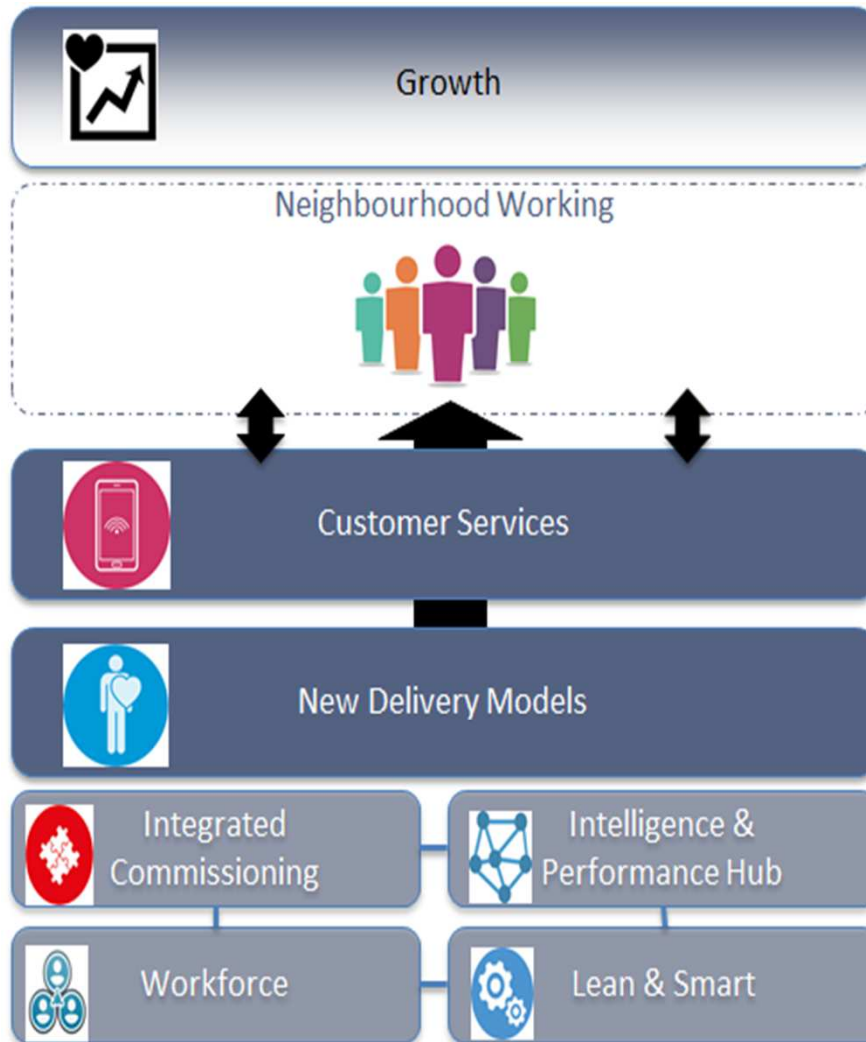 Growth
Neighbourhood Working
Customer Services
New Delivery Models
Integrated
Commissioning
Intelligence &
Performance Hub
Workforce
Lean & Smart